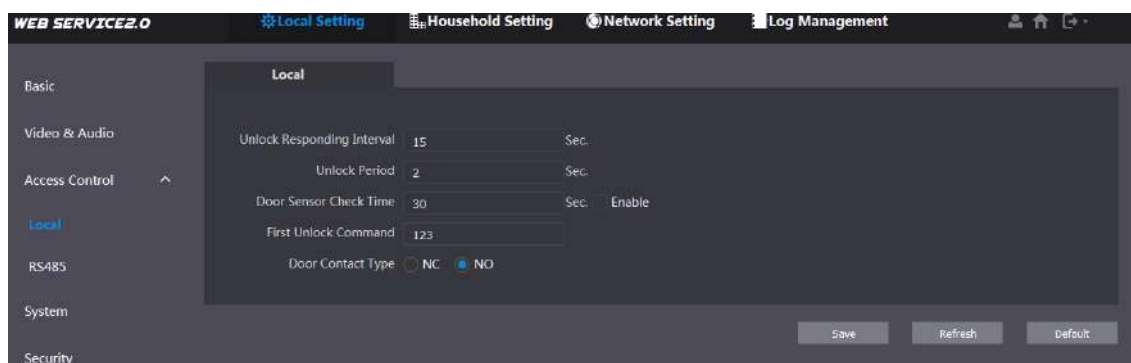 WEB SERVICE2.0 Local Setting Household Setting Network Setting Log Management
Basic
Video & Audio
Access Control
Local
RS485
System
Security
Local
Unlock Responding Interval 15 Sec.
Unlock Period 2 Sec.
Door Sensor Check Time 30 Sec. Enable
First Unlock Command 123
Door Contact Type NC NO
Save Refresh Default